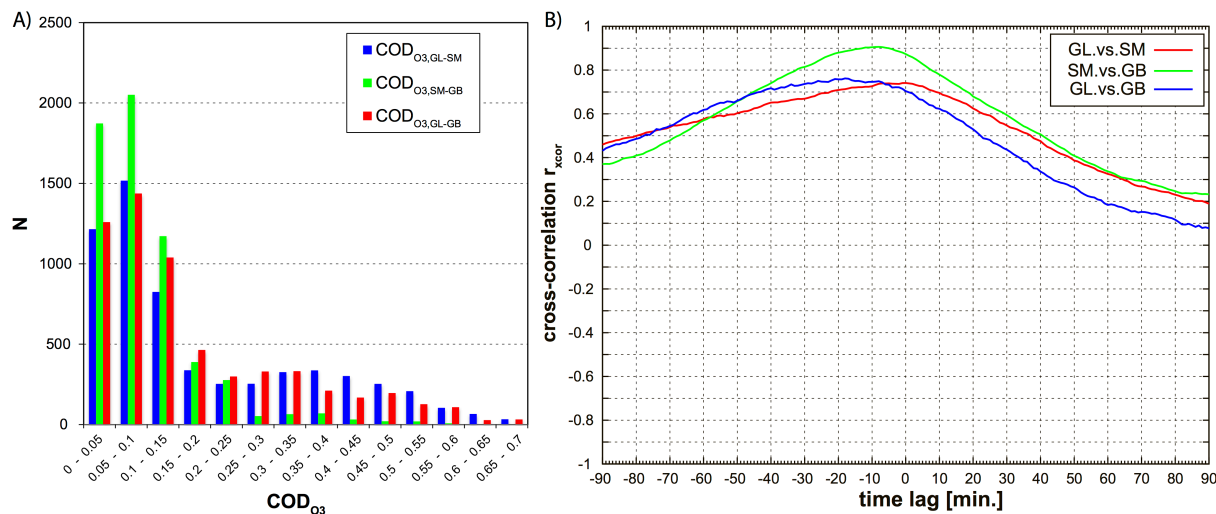 A)
2500
2000
1500
1000
500
0
N
COD O3,GL-SM
COD O3,SM-GB
COD O3,GL-GB
0 - 0.05
0.05 - 0.1
0.1 - 0.15
0.15 - 0.2
0.2 - 0.25
0.25 - 0.3
0.3 - 0.35
0.35 - 0.4
0.4 - 0.45
0.45 - 0.5
0.5 - 0.55
0.55 - 0.6
0.6 - 0.65
0.65 - 0.7
COD O3
B)
1
0.8
0.6
0.4
0.2
0
0.2
0.4
0.6
0.8
-1
cross-correlation r xcor
GL.vs.SM
SM.vs.GB
GL.vs.GB
-90 -80 -70 -60 -50 -40 -30 -20 -10 0 10 20 30 40 50 60 70 80 90
time lag [min.]